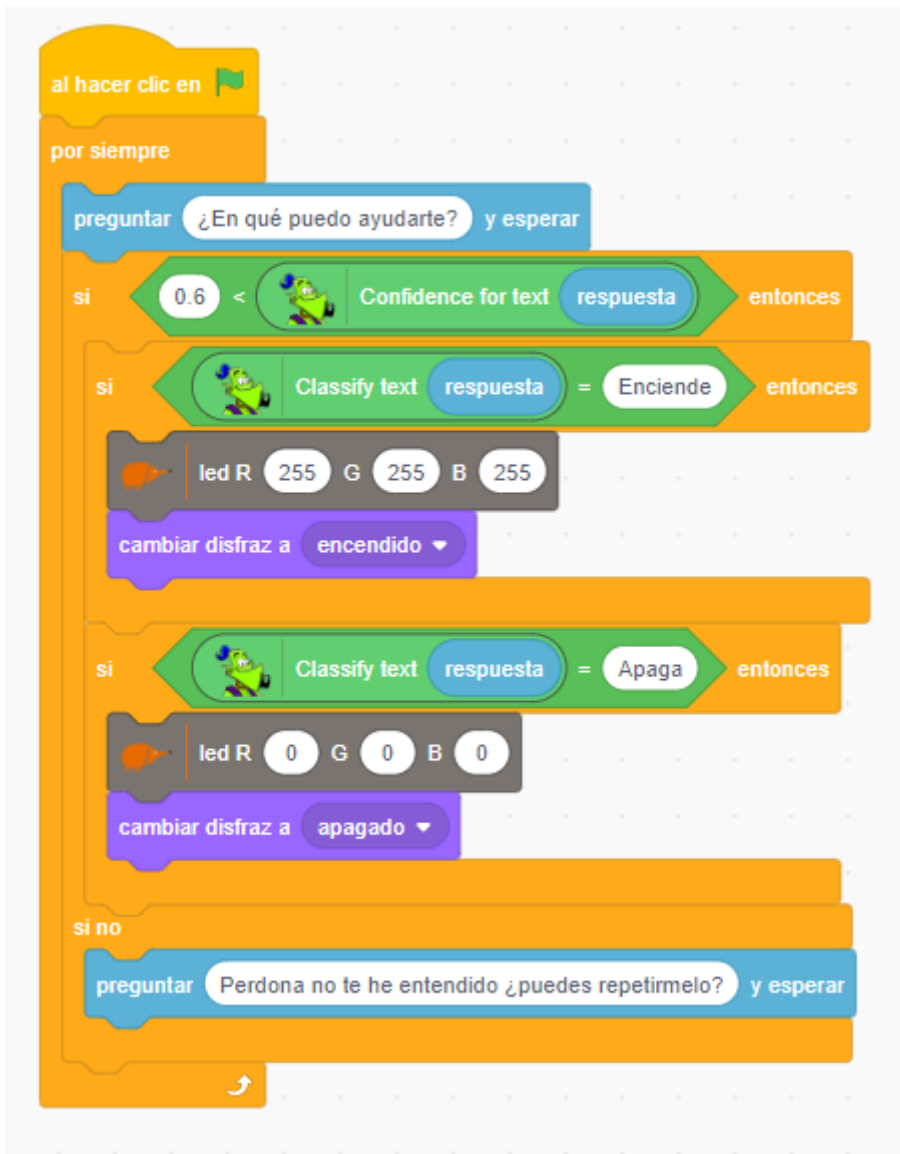 al hacer clic en
por siempre
preguntar ¿En qué puedo ayudarte? y esperar
si 0.6 < Confidence for text respuesta entonces
si Classify text respuesta = Enciende entonces
led R 255 G 255 B 255
cambiar disfraz a encendido
si Classify text respuesta = Apaga entonces
led R 0 G 0 B 0
cambiar disfraz a apagado
si no
preguntar Perdona no te he entendido ¿puedes repetirmelo? y esperar